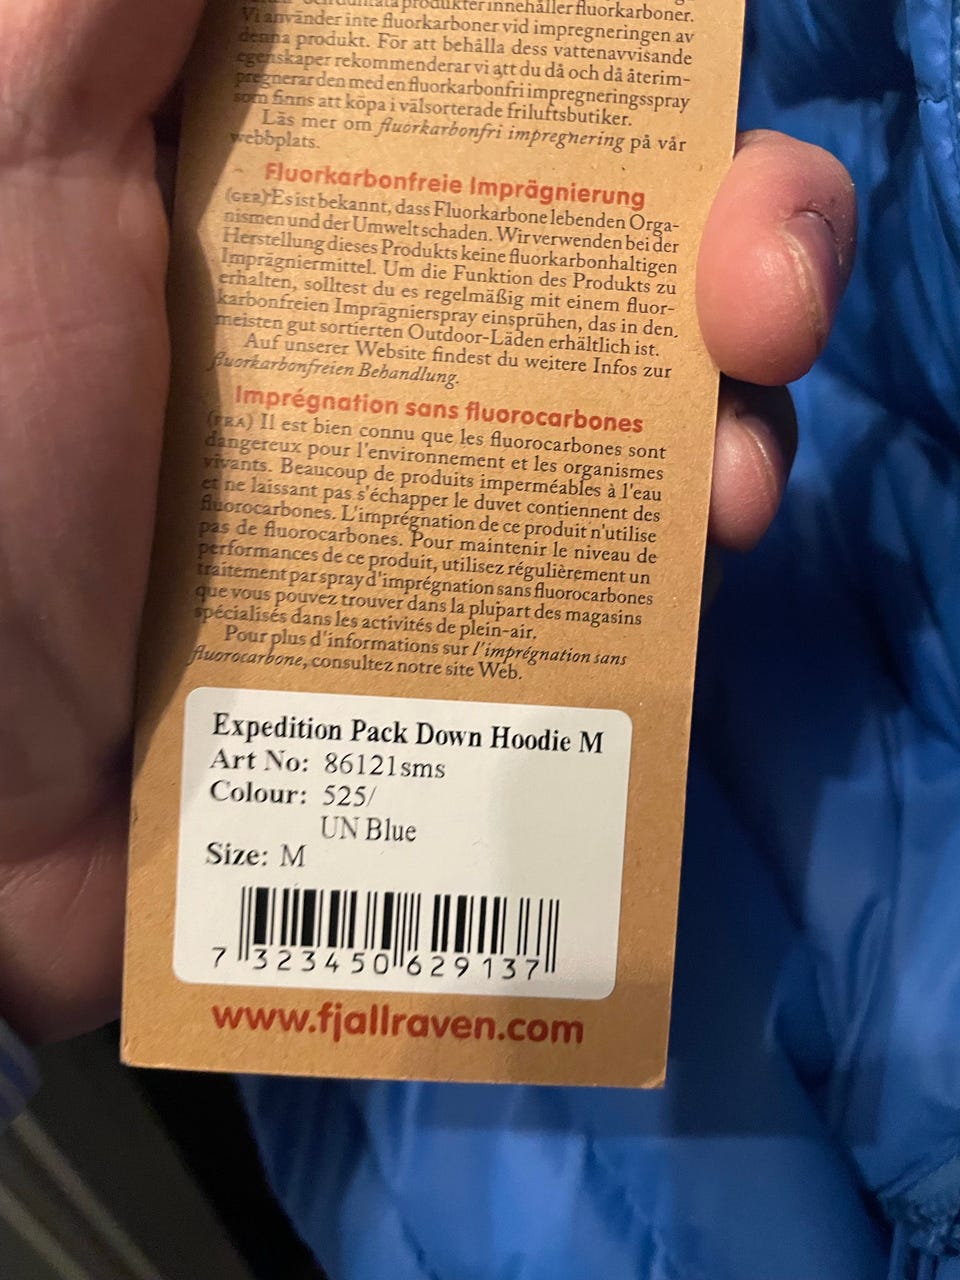 produkter innehåller fluorkarboner.
Vi använder inte fluorkarboner vid impregneringen av
denna produkt. För att behålla dess vattenavvisande
egenskaper rekommenderar vi att du då och då återim-
pregnerar den med en fluorkarbonfri impregneringsspray
som finns att köpa i välsorterade friluftsbutiker.
Läs mer om fluorkarbonfri impregnering på vår
webbplats.
Fluorkarbonfreie Imprägnierung
(GER) Es ist bekannt, dass Fluorkarbone lebenden Orga-
nismen und der Umwelt schaden. Wir verwenden bei der
Herstellung dieses Produkts keine fluorkarbonhaltigen
Imprägniermittel. Um die Funktion des Produkts zu
erhalten, solltest du es regelmäßig mit einem fluor-
karbonfreien Imprägnierspray einsprühen, das in den
meisten gut sortierten Outdoor-Läden erhältlich ist.
Auf unserer Website findest du weitere Infos zur
fluorkarbonfreien Behandlung.
Imprégnation sans fluorocarbones
(FRA) Il est bien connu que les fluorocarbones sont
dangereux pour l'environnement et les organismes
vivants. Beaucoup de produits imperméables à l'eau
et ne laissant pas s'échapper le duvet contiennent des
fluorocarbones. L'imprégnation de ce produit n'utilise
pas de fluorocarbones. Pour maintenir le niveau de
performances de ce produit, utilisez régulièrement un
traitement par spray d'imprégnation sans fluorocarbones
que vous pouvez trouver dans la plupart des magasins
spécialisés dans les activités de plein-air.
Pour plus d'informations sur l'imprégnation sans
fluorocarbone, consultez notre site Web.
Expedition Pack Down Hoodie M
Art No: 86121sms
Colour: 525/
UN Blue
Size: M
7 323450 629137
www.fjallraven.com